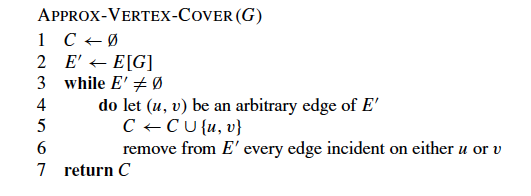 APPROX-VERTEX-COVER(G)
1 C ← Ø
2 E′ ← E[G]
3 while E′ ≠ Ø
4 do let (u, v) be an arbitrary edge of E′
5 C ← C ∪ {u, v}
6 remove from E′ every edge incident on either u or v
7 return C